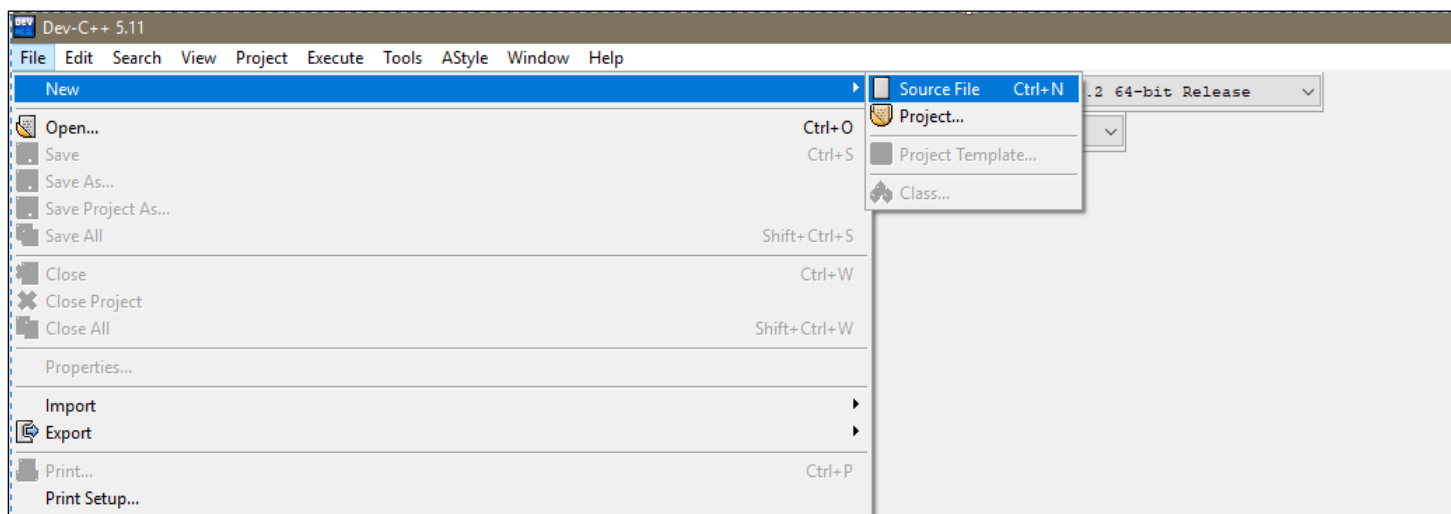 DEV
Dev-C++ 5.11
File Edit Search View Project Execute Tools AStyle Window Help
New
Source File Ctrl+N
.2 64-bit Release
Open... Ctrl+O
Project...
Save Ctrl+S
Project Template...
Save As...
Class...
Save Project As...
Save All Shift+Ctrl+S
Close Ctrl+W
Close Project
Close All Shift+Ctrl+W
Properties...
Import
Export
Print... Ctrl+P
Print Setup...